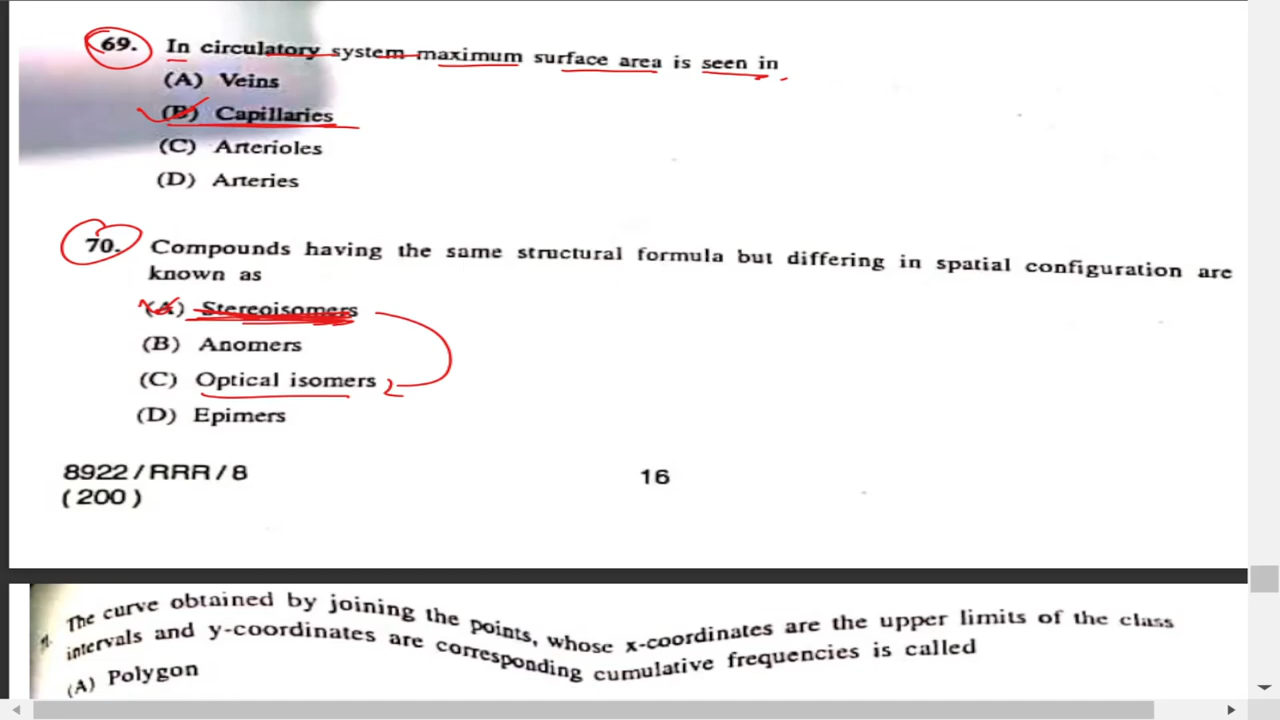 69. In circulatory system maximum surface area is seen in
(A) Veins
(B) Capillaries
(C) Arterioles
(D) Arteries
70. Compounds having the same structural formula but differing in spatial configuration are
known as
(A) Stereoisomers
(B) Anomers
(C) Optical isomers
(D) Epimers
8922/RRR/8
16
(200)
The curve obtained by joining the points, whose x-coordinates are the upper limits of the class
intervals and y-coordinates are corresponding cumulative frequencies is called
(A) Polygon